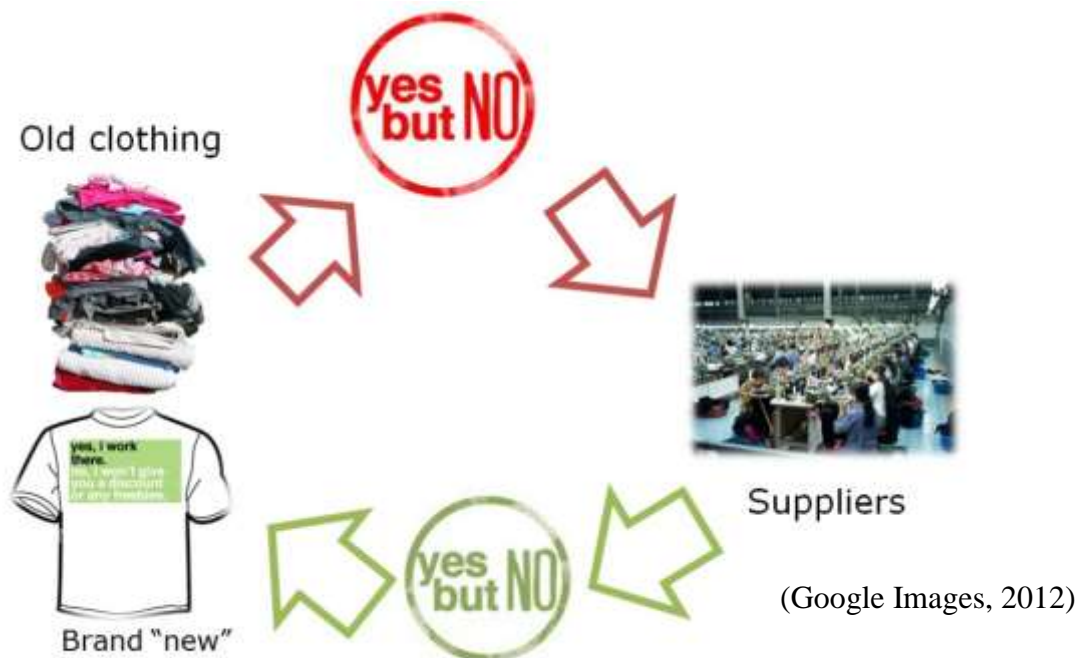 yes
but NO
Old clothing
yes, i work
there.
no, i won't give
you a discount
or any freebies.
Suppliers
yes
but NO
(Google Images, 2012)
Brand “new”